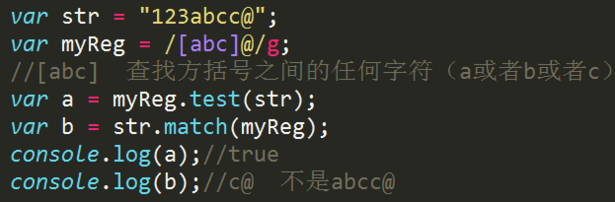 var str = "123abcc@";
var myReg = /[abc]@/g;
//[abc]  查找方括号之间的任何字符（a或者b或者c）
var a = myReg.test(str);
var b = str.match(myReg);
console.log(a);//true
console.log(b);//c@  不是abcc@